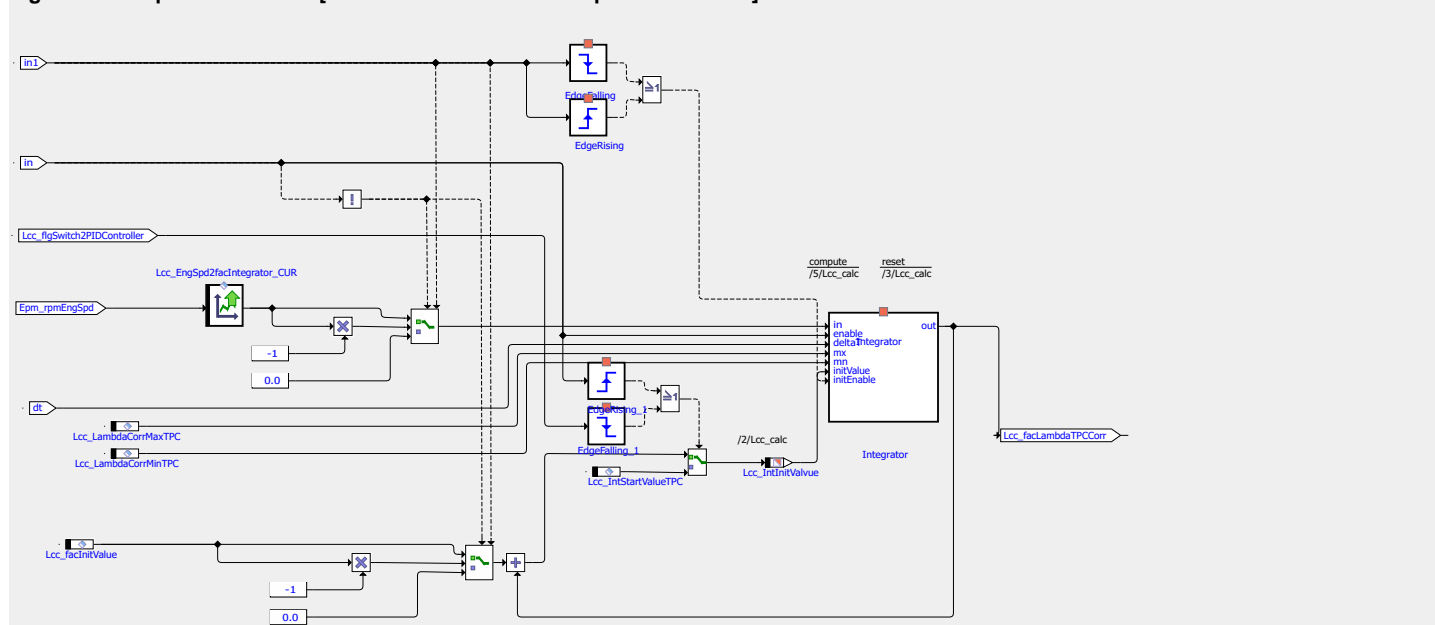 in1
EdgeFalling
≥1
EdgeRising
in
!
Lcc_flgSwitch2PIDController
compute
/5/Lcc_calc
reset
/3/Lcc_calc
Lcc_EngSpd2facIntegrator_CUR
Epm_rpmEngSpd
-1
0.0
in
enable
deltaT
mx
mn
initValue
initEnable
Integrator
out
dt
EdgeRising_1
≥1
EdgeFalling_1
Lcc_LambdaCorrMaxTPC
Lcc_LambdaCorrMinTPC
/2/Lcc_calc
Lcc_IntInitValvue
Lcc_IntStartValueTPC
Integrator
Lcc_facLambdaTPCCorr
Lcc_facInitValue
-1
0.0